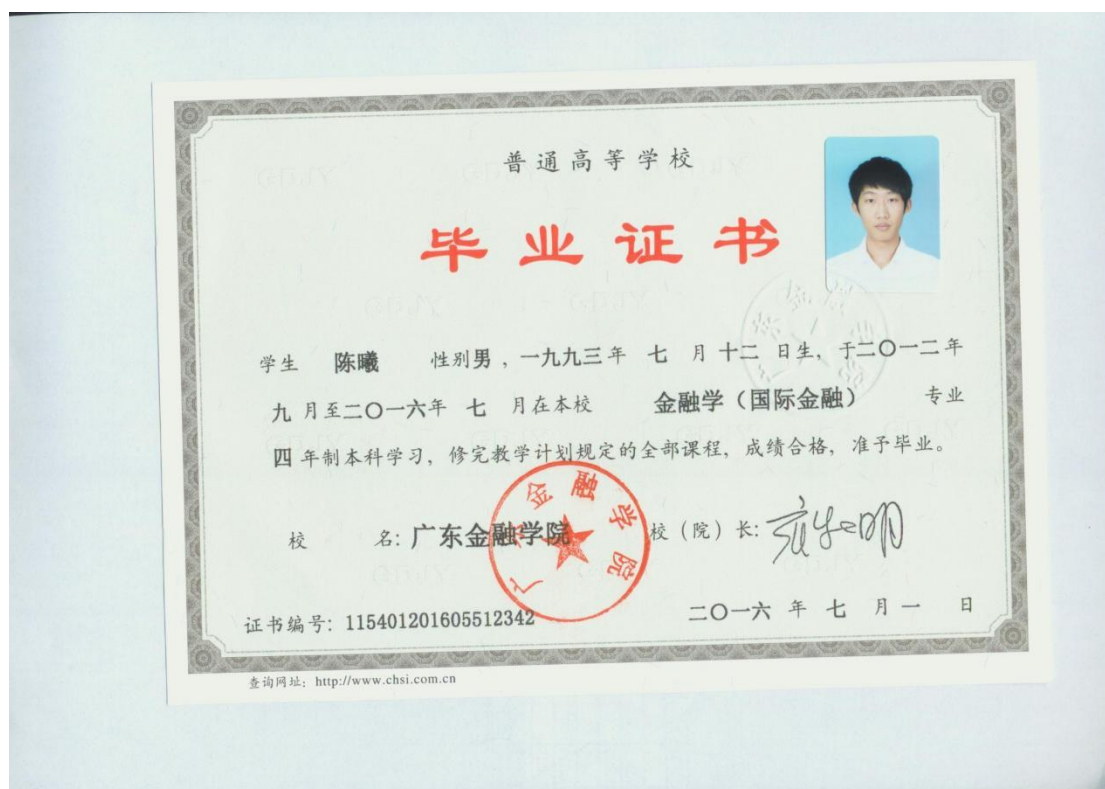 普通高等学校
毕业证书
学生 陈曦 性别男，一九九三年 七 月 十二 日生，于二〇一二年
九 月至二〇一六年 七 月在本校 金融学（国际金融） 专业
四 年制本科学习，修完教学计划规定的全部课程，成绩合格，准予毕业。
校 名：广东金融学院 校（院）长：
广东金融学院
证书编号：115401201605512342 二〇一六 年 七 月 一 日
查询网址：http://www.chsi.com.cn